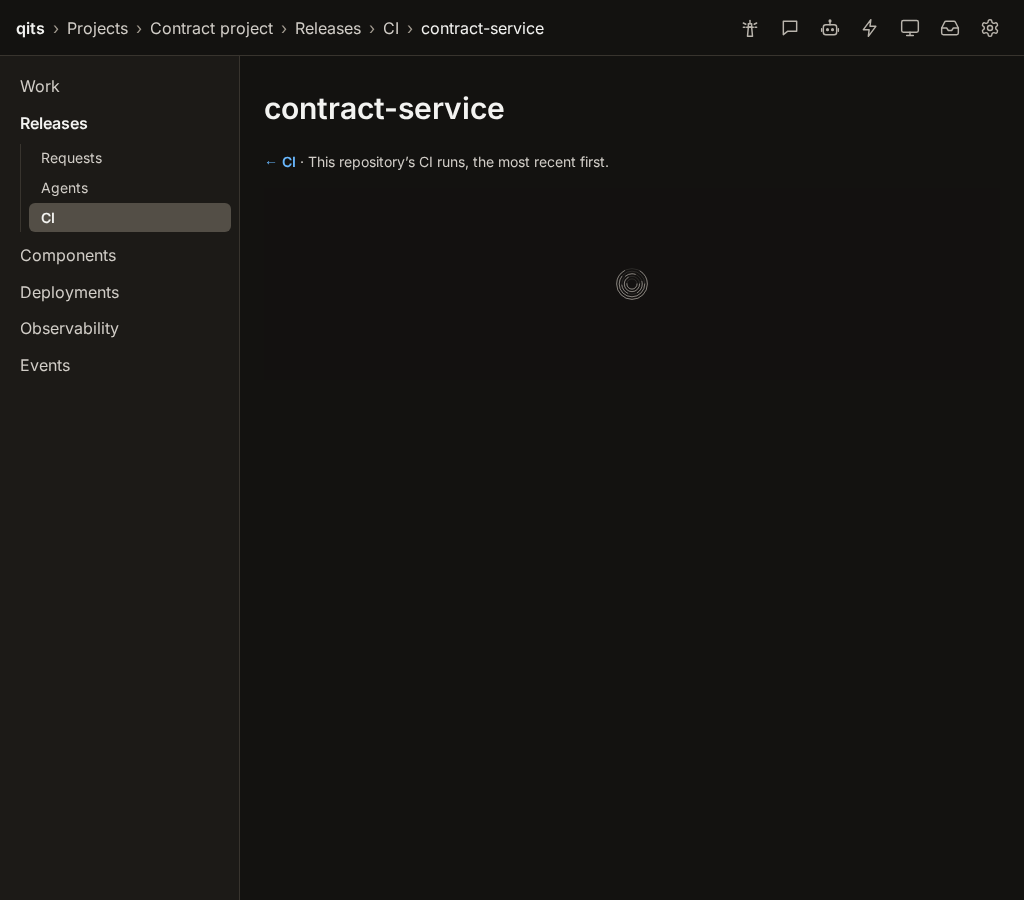 qits › Projects › Contract project › Releases › CI › contract-service
Work
Releases
Requests
Agents
CI
Components
Deployments
Observability
Events
contract-service
← CI · This repository’s CI runs, the most recent first.